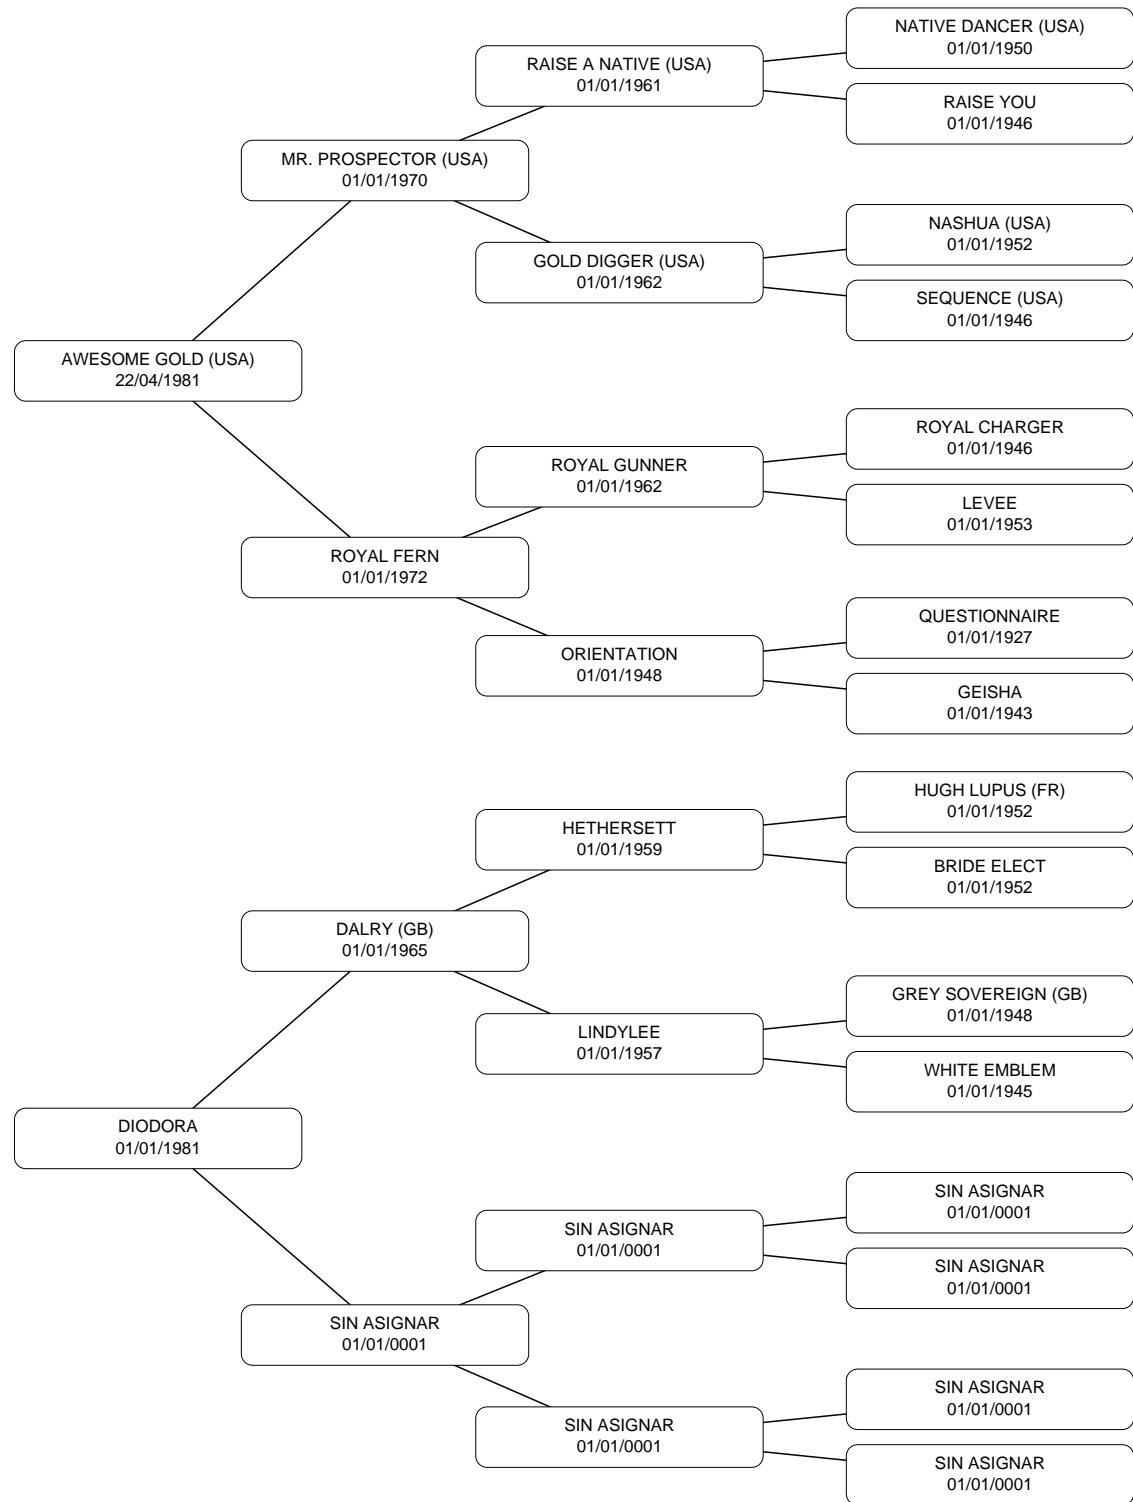 NATIVE DANCER (USA)
01/01/1950
RAISE A NATIVE (USA)
01/01/1961
RAISE YOU
01/01/1946
MR. PROSPECTOR (USA)
01/01/1970
NASHUA (USA)
01/01/1952
GOLD DIGGER (USA)
01/01/1962
SEQUENCE (USA)
01/01/1946
AWESOME GOLD (USA)
22/04/1981
ROYAL CHARGER
01/01/1946
ROYAL GUNNER
01/01/1962
LEVEE
01/01/1953
ROYAL FERN
01/01/1972
QUESTIONNAIRE
01/01/1927
ORIENTATION
01/01/1948
GEISHA
01/01/1943
HUGH LUPUS (FR)
01/01/1952
HETHERSETT
01/01/1959
BRIDE ELECT
01/01/1952
DALRY (GB)
01/01/1965
GREY SOVEREIGN (GB)
01/01/1948
LINDYLEE
01/01/1957
WHITE EMBLEM
01/01/1945
DIODORA
01/01/1981
SIN ASIGNAR
01/01/0001
SIN ASIGNAR
01/01/0001
SIN ASIGNAR
01/01/0001
SIN ASIGNAR
01/01/0001
SIN ASIGNAR
01/01/0001
SIN ASIGNAR
01/01/0001
SIN ASIGNAR
01/01/0001